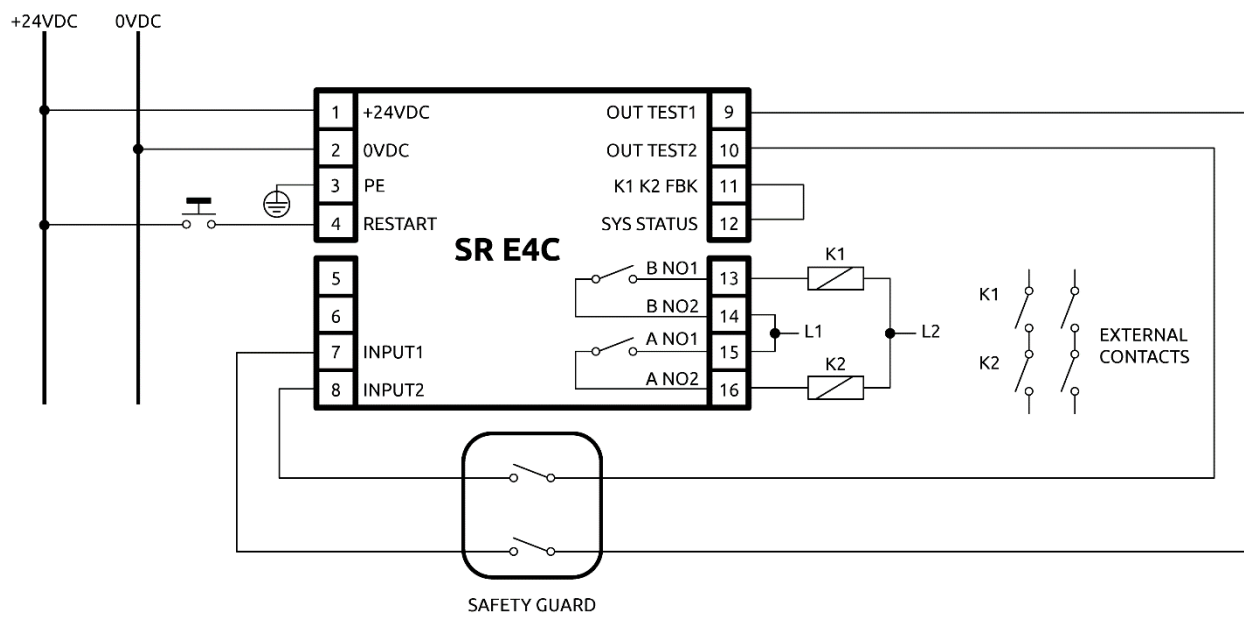 +24VDC 0VDC
1 +24VDC
2 0VDC
3 PE
4 RESTART
OUT TEST1 9
OUT TEST2 10
K1 K2 FBK 11
SYS STATUS 12
SR E4C
5
6
7 INPUT1
8 INPUT2
B NO1 13
B NO2 14
A NO1 15
A NO2 16
K1
L1
L2
K2
K1
K2
EXTERNAL
CONTACTS
SAFETY GUARD